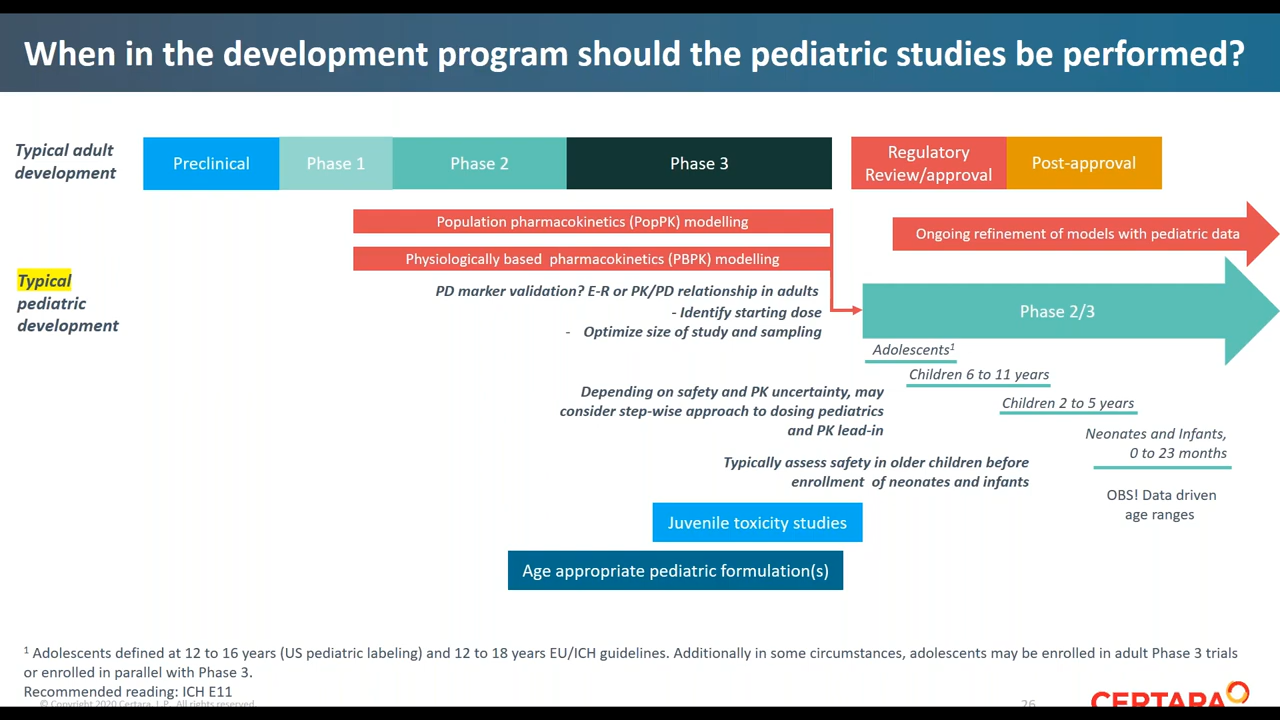 When in the development program should the pediatric studies be performed?
Typical adult
development
Preclinical
Phase 1
Phase 2
Phase 3
Regulatory
Review/approval
Post-approval
Population pharmacokinetics (PopPK) modelling
Ongoing refinement of models with pediatric data
Physiologically based  pharmacokinetics (PBPK) modelling
Typical
pediatric
development
PD marker validation? E-R or PK/PD relationship in adults
- Identify starting dose
- Optimize size of study and sampling
Phase 2/3
Adolescents¹
Children 6 to 11 years
Children 2 to 5 years
Neonates and Infants,
0 to 23 months
OBS! Data driven
age ranges
Depending on safety and PK uncertainty, may
consider step-wise approach to dosing pediatrics
and PK lead-in
Typically assess safety in older children before
enrollment  of neonates and infants
Juvenile toxicity studies
Age appropriate pediatric formulation(s)
¹ Adolescents defined at 12 to 16 years (US pediatric labeling) and 12 to 18 years EU/ICH guidelines. Additionally in some circumstances, adolescents may be enrolled in adult Phase 3 trials
or enrolled in parallel with Phase 3.
Recommended reading: ICH E11
© Copyright 2020 Certara, L.P.  All rights reserved.
26
CERTARA